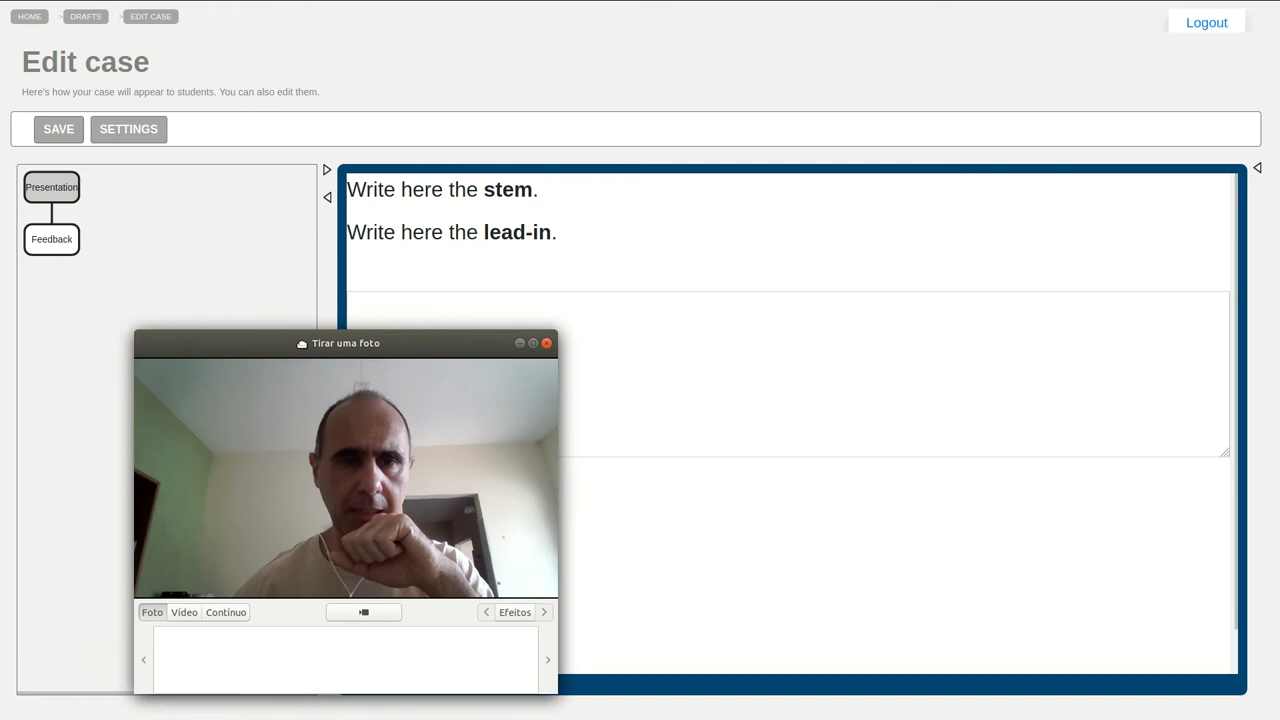 HOME > DRAFTS > EDIT CASE
Logout
Edit case
Here's how your case will appear to students. You can also edit them.
SAVE SETTINGS
Presentation
Feedback
Write here the stem.
Write here the lead-in.
Tirar uma foto
Foto Vídeo Contínuo
Efeitos